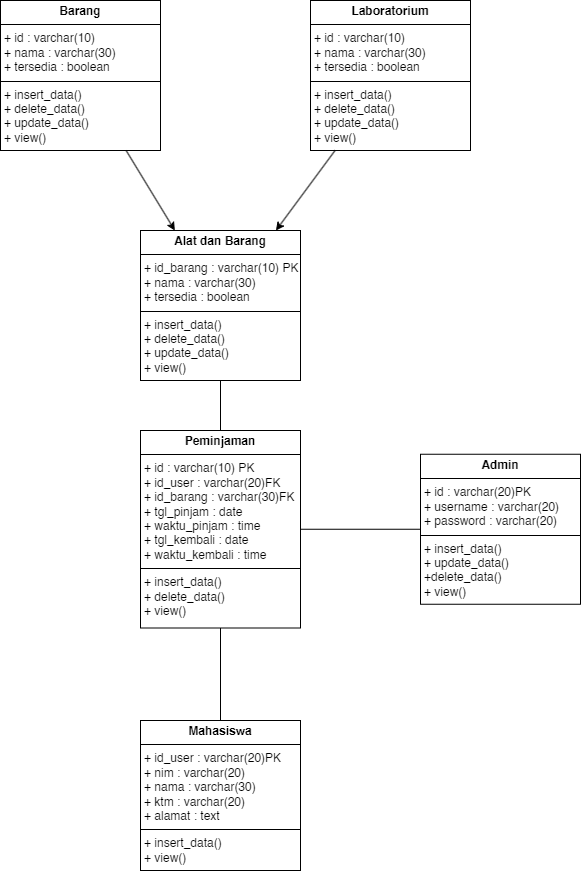 Barang
+ id : varchar(10)
+ nama : varchar(30)
+ tersedia : boolean
+ insert_data()
+ delete_data()
+ update_data()
+ view()
Laboratorium
+ id : varchar(10)
+ nama : varchar(30)
+ tersedia : boolean
+ insert_data()
+ delete_data()
+ update_data()
+ view()
Alat dan Barang
+ id_barang : varchar(10) PK
+ nama : varchar(30)
+ tersedia : boolean
+ insert_data()
+ delete_data()
+ update_data()
+ view()
Peminjaman
+ id : varchar(10) PK
+ id_user : varchar(20)FK
+ id_barang : varchar(30)FK
+ tgl_pinjam : date
+ waktu_pinjam : time
+ tgl_kembali : date
+ waktu_kembali : time
+ insert_data()
+ delete_data()
+ view()
Admin
+ id : varchar(20)PK
+ username : varchar(20)
+ password : varchar(20)
+ insert_data()
+ update_data()
+delete_data()
+ view()
Mahasiswa
+ id_user : varchar(20)PK
+ nim : varchar(20)
+ nama : varchar(30)
+ ktm : varchar(20)
+ alamat : text
+ insert_data()
+ view()